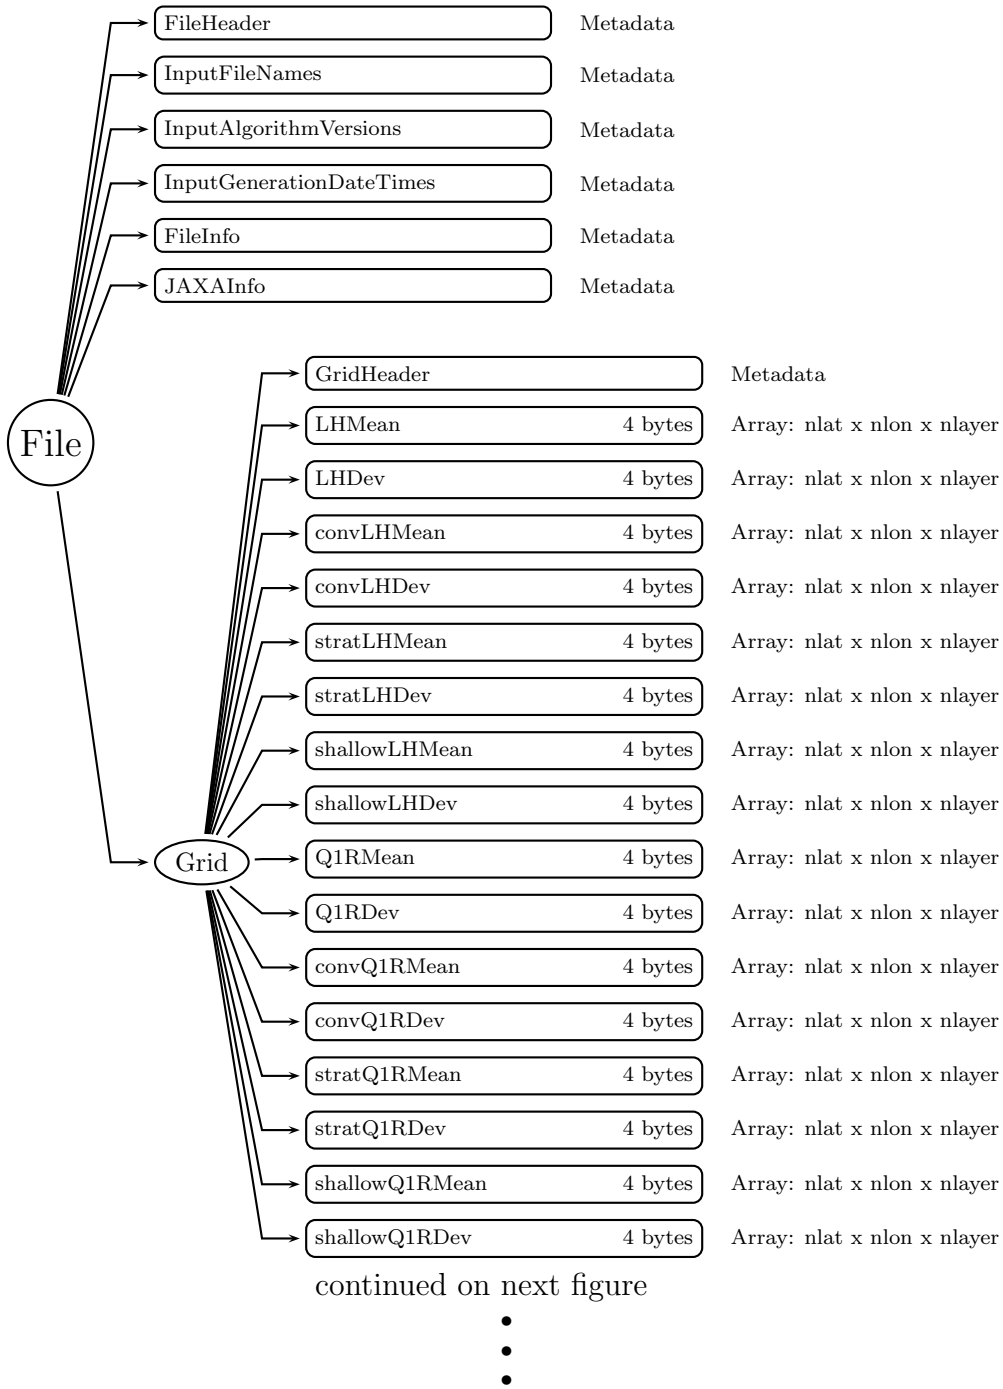 FileHeader Metadata
InputFileNames Metadata
InputAlgorithmVersions Metadata
InputGenerationDateTimes Metadata
FileInfo Metadata
JAXAInfo Metadata
GridHeader Metadata
File
LHMean 4 bytes Array: nlat x nlon x nlayer
LHDev 4 bytes Array: nlat x nlon x nlayer
convLHMean 4 bytes Array: nlat x nlon x nlayer
convLHDev 4 bytes Array: nlat x nlon x nlayer
stratLHMean 4 bytes Array: nlat x nlon x nlayer
stratLHDev 4 bytes Array: nlat x nlon x nlayer
shallowLHMean 4 bytes Array: nlat x nlon x nlayer
shallowLHDev 4 bytes Array: nlat x nlon x nlayer
Grid
Q1RMean 4 bytes Array: nlat x nlon x nlayer
Q1RDev 4 bytes Array: nlat x nlon x nlayer
convQ1RMean 4 bytes Array: nlat x nlon x nlayer
convQ1RDev 4 bytes Array: nlat x nlon x nlayer
stratQ1RMean 4 bytes Array: nlat x nlon x nlayer
stratQ1RDev 4 bytes Array: nlat x nlon x nlayer
shallowQ1RMean 4 bytes Array: nlat x nlon x nlayer
shallowQ1RDev 4 bytes Array: nlat x nlon x nlayer
continued on next figure